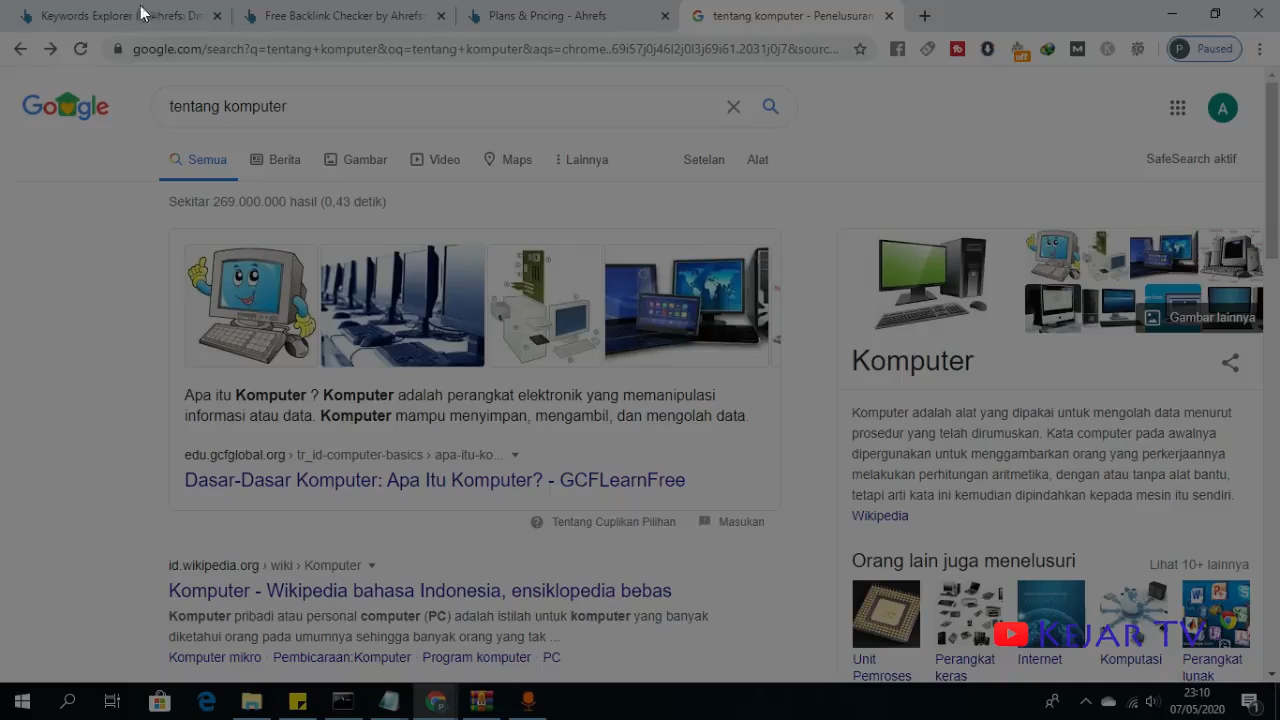 Keywords Explorer
Free Backlink Checker by Ahrefs:
Plans & Pricing - Ahrefs
tentang komputer - Penelusuran
google.com/search?q=tentang+komputer&oq=tentang+komputer&aqs=chrome..69i57j0j46l2j0l3j69i61.2031j0j7&sourc...
off
P Paused
Google
tentang komputer
A
Semua
Berita
Gambar
Video
Maps
Lainnya
Setelan
Alat
SafeSearch aktif
Sekitar 269.000.000 hasil (0,43 detik)
Apa itu Komputer ? Komputer adalah perangkat elektronik yang memanipulasi
informasi atau data. Komputer mampu menyimpan, mengambil, dan mengolah data.
edu.gcfglobal.org › tr_id-computer-basics › apa-itu-ko...
Dasar-Dasar Komputer: Apa Itu Komputer? - GCFLearnFree
Tentang Cuplikan Pilihan
Masukan
id.wikipedia.org › wiki › Komputer
Komputer - Wikipedia bahasa Indonesia, ensiklopedia bebas
Komputer pribadi atau personal computer (PC) adalah istilah untuk komputer yang banyak
diketahui orang pada umumnya sehingga banyak orang yang tak ...
Komputer mikro · Pembicaraan:Komputer · Program komputer · PC
Gambar lainnya
Komputer
Komputer adalah alat yang dipakai untuk mengolah data menurut
prosedur yang telah dirumuskan. Kata computer pada awalnya
dipergunakan untuk menggambarkan orang yang perkerjaannya
melakukan perhitungan aritmetika, dengan atau tanpa alat bantu,
tetapi arti kata ini kemudian dipindahkan kepada mesin itu sendiri.
Wikipedia
Orang lain juga menelusuri
Lihat 10+ lainnya
Unit
Pemroses
Perangkat
keras
Internet
Komputasi
Perangkat
lunak
KEJAR TV
23:10
07/05/2020